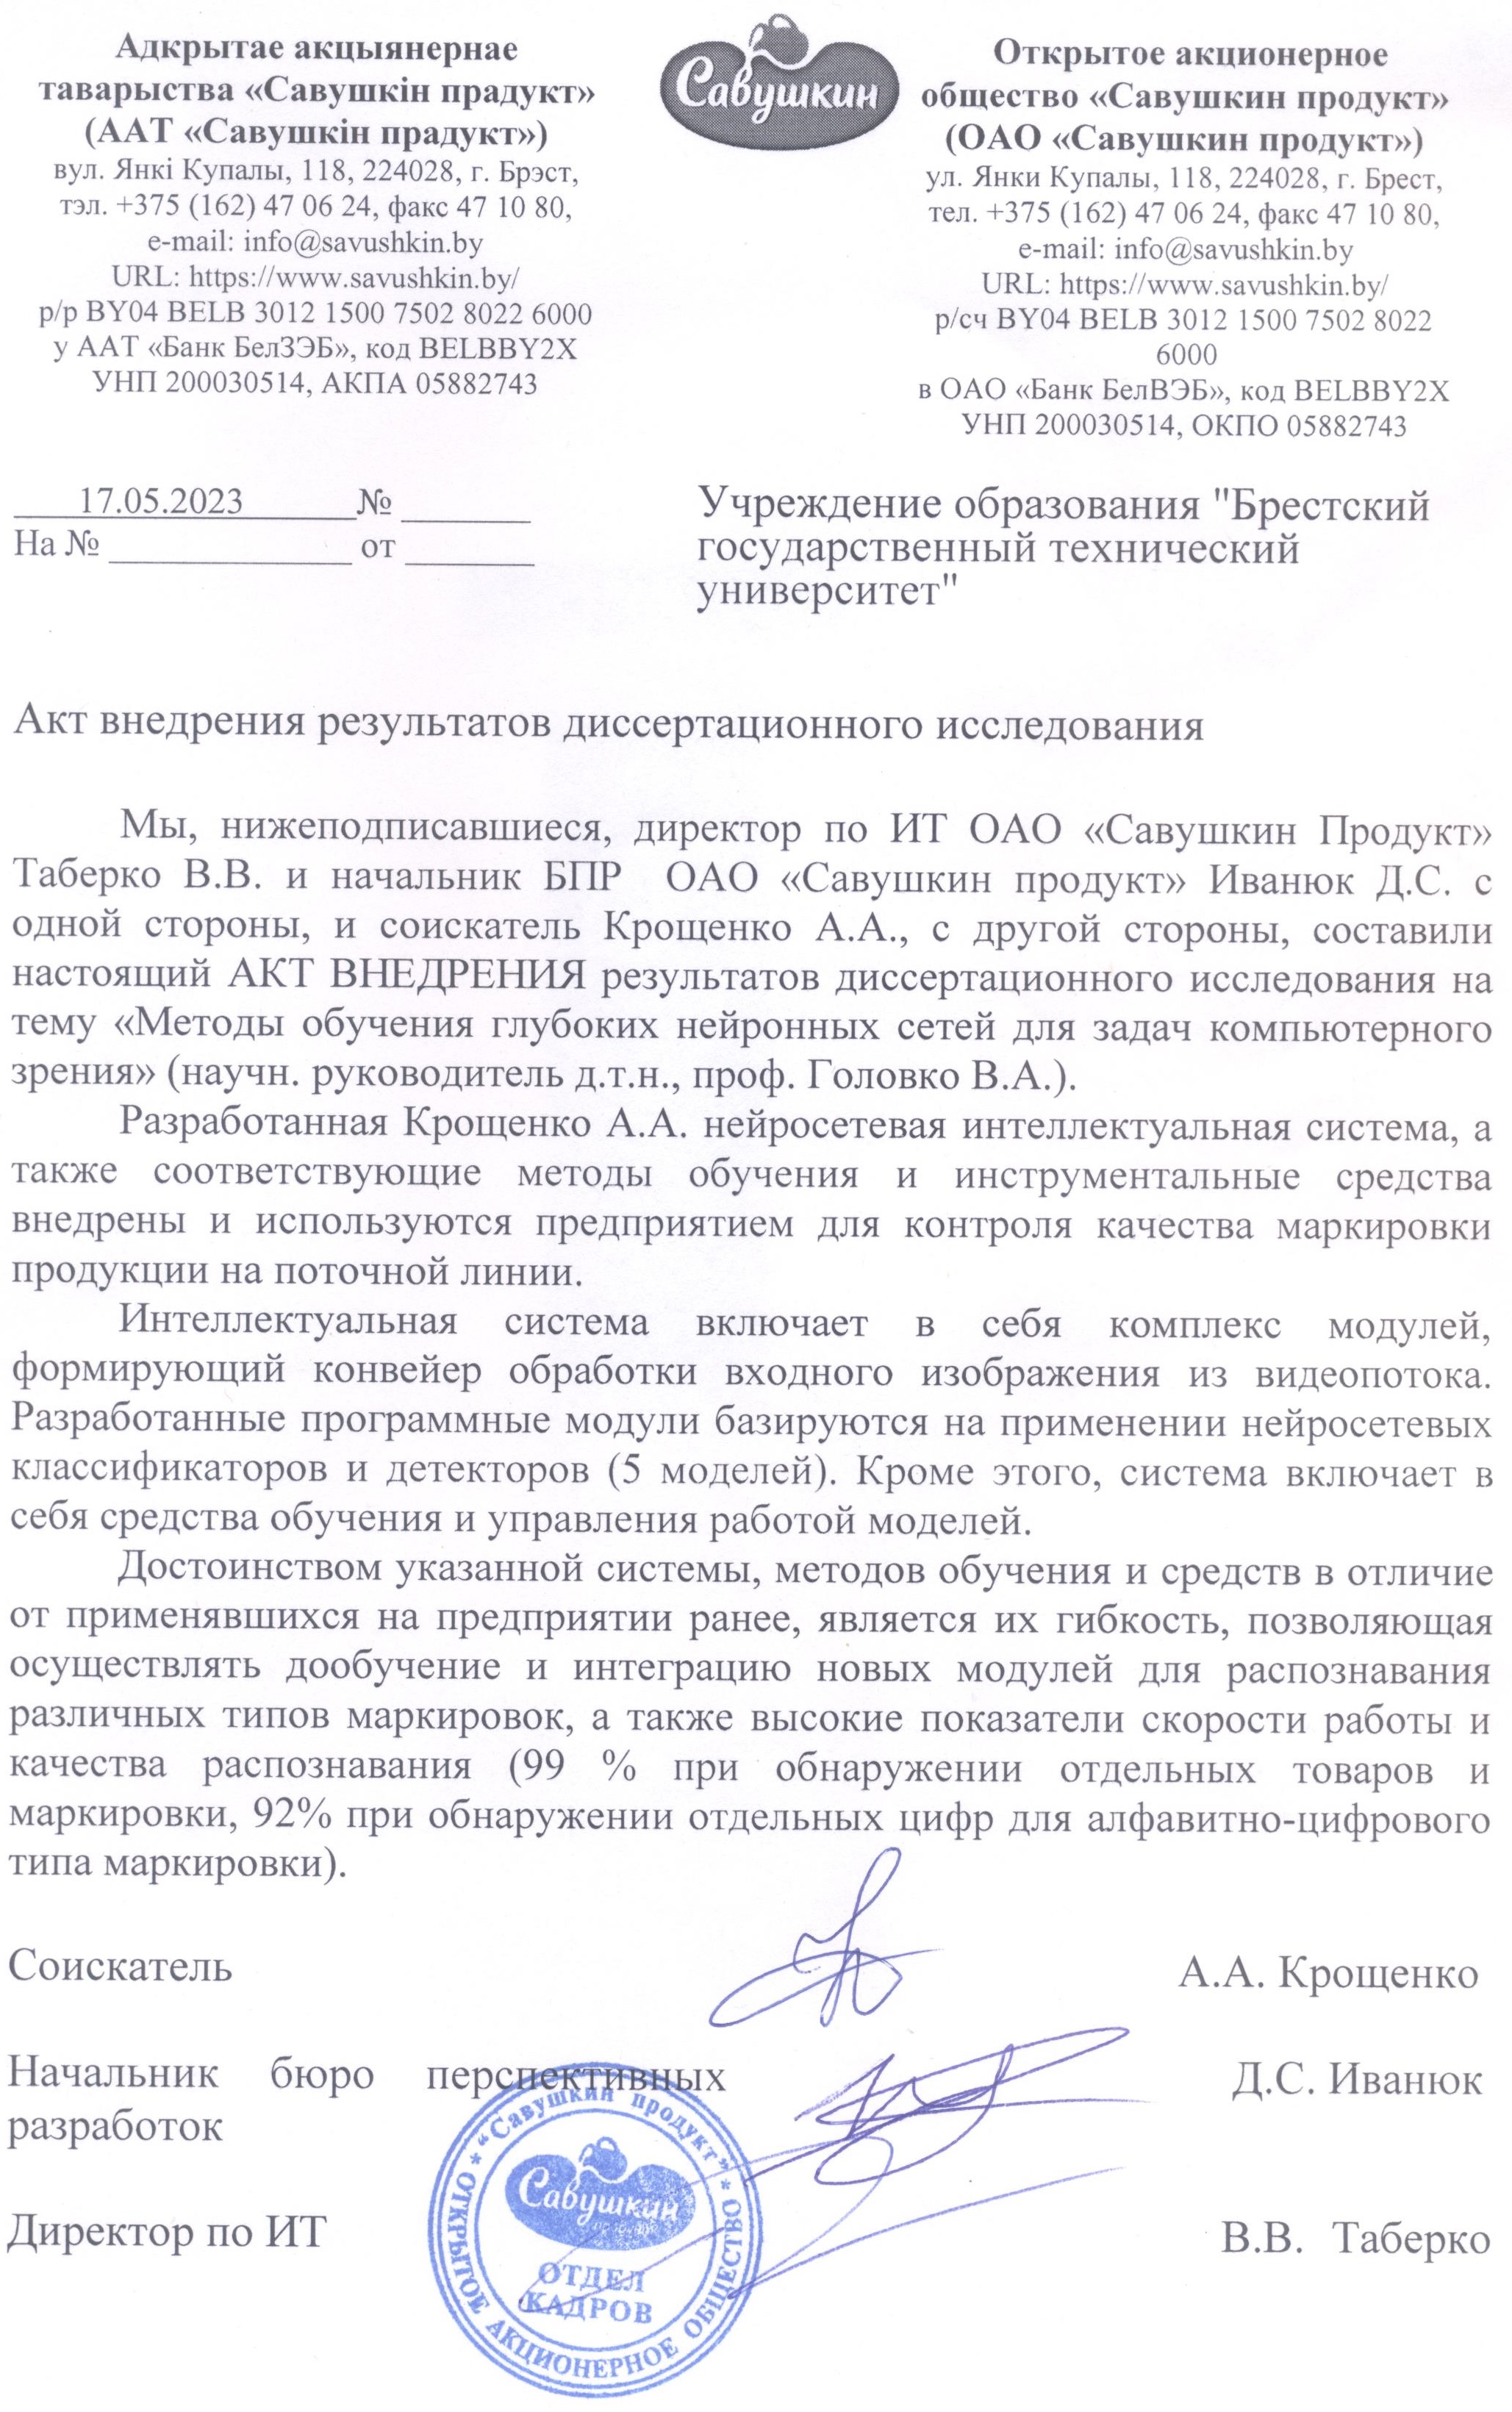 Адкрытае акцыянернае
таварыства «Савушкін прадукт»
(ААТ «Савушкін прадукт»)
вул. Янкі Купалы, 118, 224028, г. Брэст,
тэл. +375 (162) 47 06 24, факс 47 10 80,
e-mail: info@savushkin.by
URL: https://www.savushkin.by/
р/р BY04 BELB 3012 1500 7502 8022 6000
у ААТ «Банк БелЗЭБ», код BELBBY2X
УНП 200030514, АКПА 05882743
Савушкин
Открытое акционерное
общество «Савушкин продукт»
(ОАО «Савушкин продукт»)
ул. Янки Купалы, 118, 224028, г. Брест,
тел. +375 (162) 47 06 24, факс 47 10 80,
e-mail: info@savushkin.by
URL: https://www.savushkin.by/
р/сч BY04 BELB 3012 1500 7502 8022
6000
в ОАО «Банк БелВЭБ», код BELBBY2X
УНП 200030514, ОКПО 05882743
17.05.2023 № _______
На № _____________ от _______
Учреждение образования "Брестский
государственный технический
университет"
Акт внедрения результатов диссертационного исследования
Мы, нижеподписавшиеся, директор по ИТ ОАО «Савушкин Продукт»
Таберко В.В. и начальник БПР ОАО «Савушкин продукт» Иванюк Д.С. с
одной стороны, и соискатель Крощенко А.А., с другой стороны, составили
настоящий АКТ ВНЕДРЕНИЯ результатов диссертационного исследования на
тему «Методы обучения глубоких нейронных сетей для задач компьютерного
зрения» (научн. руководитель д.т.н., проф. Головко В.А.).
Разработанная Крощенко А.А. нейросетевая интеллектуальная система, а
также соответствующие методы обучения и инструментальные средства
внедрены и используются предприятием для контроля качества маркировки
продукции на поточной линии.
Интеллектуальная система включает в себя комплекс модулей,
формирующий конвейер обработки входного изображения из видеопотока.
Разработанные программные модули базируются на применении нейросетевых
классификаторов и детекторов (5 моделей). Кроме этого, система включает в
себя средства обучения и управления работой моделей.
Достоинством указанной системы, методов обучения и средств в отличие
от применявшихся на предприятии ранее, является их гибкость, позволяющая
осуществлять дообучение и интеграцию новых модулей для распознавания
различных типов маркировок, а также высокие показатели скорости работы и
качества распознавания (99 % при обнаружении отдельных товаров и
маркировки, 92% при обнаружении отдельных цифр для алфавитно-цифрового
типа маркировки).
Соискатель А.А. Крощенко
Начальник бюро перспективных Д.С. Иванюк
разработок
Директор по ИТ В.В. Таберко
* "Савушкин продукт" *
ОТКРЫТОЕ АКЦИОНЕРНОЕ ОБЩЕСТВО
Савушкин
ОТДЕЛ
КАДРОВ